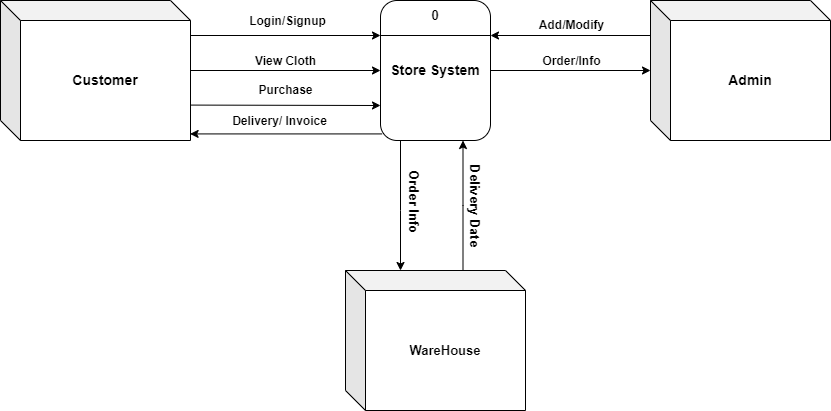 Login/Signup
0
Add/Modify
Customer
View Cloth
Store System
Order/Info
Admin
Purchase
Delivery/ Invoice
Order Info
Delivery Date
WareHouse